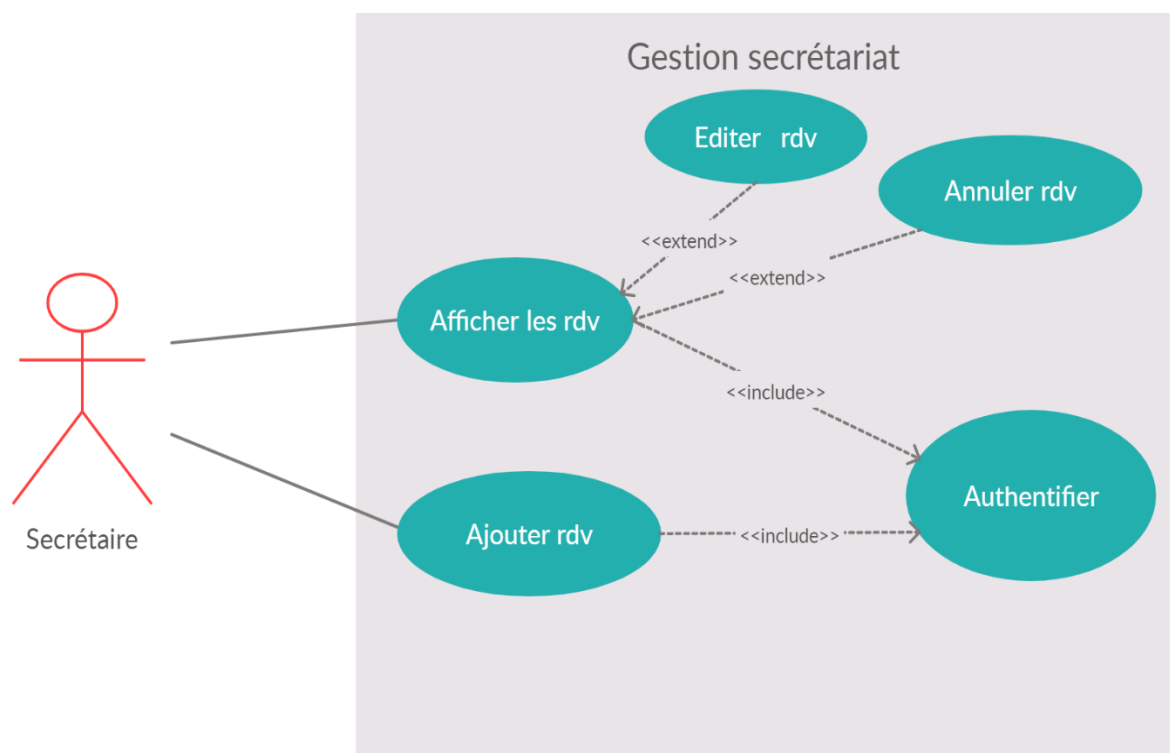 Gestion secrétariat
Editer rdv
Annuler rdv
<<extend>>
<<extend>>
Afficher les rdv
<<include>>
Authentifier
Ajouter rdv
<<include>>
Secrétaire